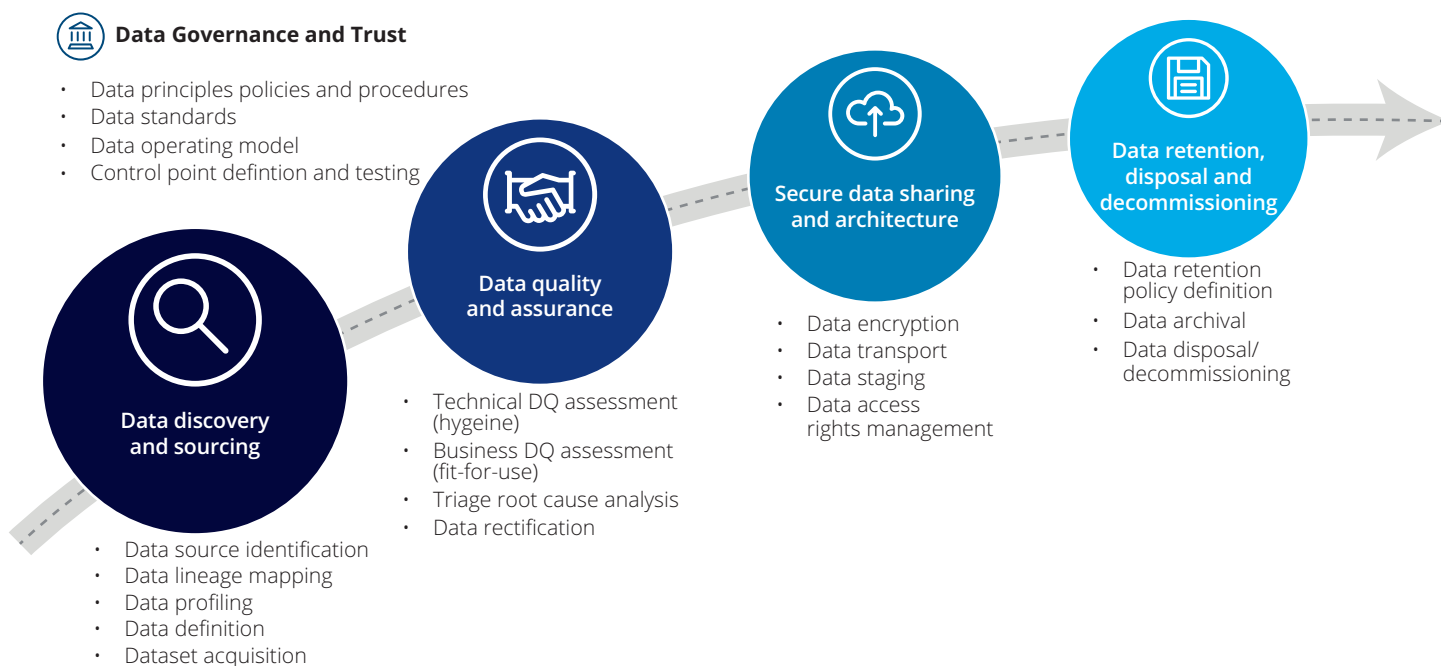 Data Governance and Trust
• Data principles policies and procedures
• Data standards
• Data operating model
• Control point defintion and testing
Data discovery
and sourcing
• Data source identification
• Data lineage mapping
• Data profiling
• Data definition
• Dataset acquisition
Data quality
and assurance
• Technical DQ assessment
(hygeine)
• Business DQ assessment
(fit-for-use)
• Triage root cause analysis
• Data rectification
Secure data sharing
and architecture
• Data encryption
• Data transport
• Data staging
• Data access
rights management
Data retention,
disposal and
decommissioning
• Data retention
policy definition
• Data archival
• Data disposal/
decommissioning